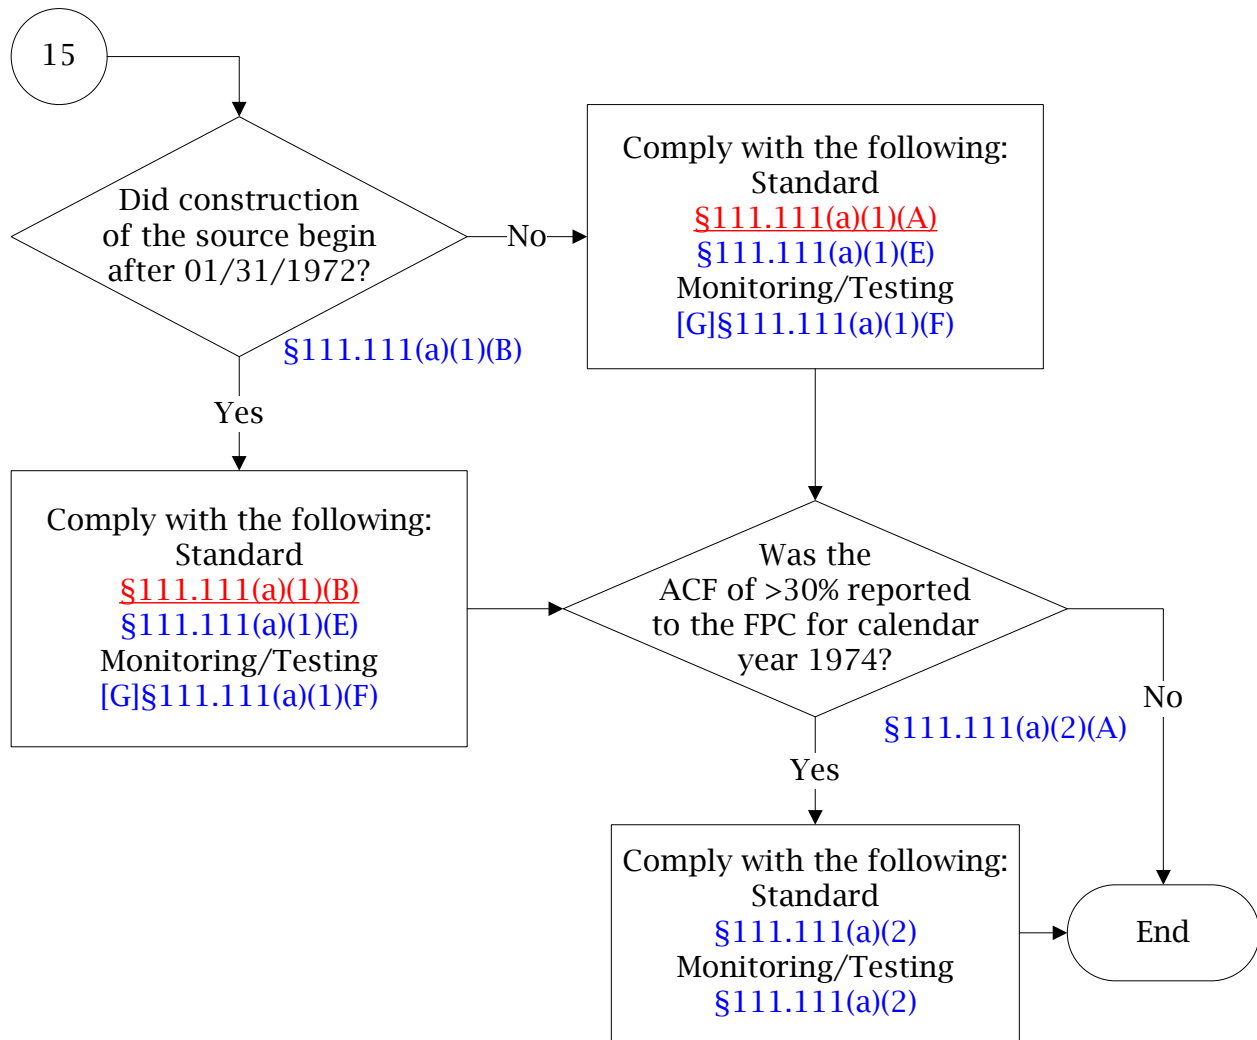 15
Did construction
of the source begin
after 01/31/1972?
§111.111(a)(1)(B)
No
Comply with the following:
Standard
§111.111(a)(1)(A)
§111.111(a)(1)(E)
Monitoring/Testing
[G]§111.111(a)(1)(F)
Yes
Comply with the following:
Standard
§111.111(a)(1)(B)
§111.111(a)(1)(E)
Monitoring/Testing
[G]§111.111(a)(1)(F)
Was the
ACF of >30% reported
to the FPC for calendar
year 1974?
§111.111(a)(2)(A)
No
Yes
Comply with the following:
Standard
§111.111(a)(2)
Monitoring/Testing
§111.111(a)(2)
End